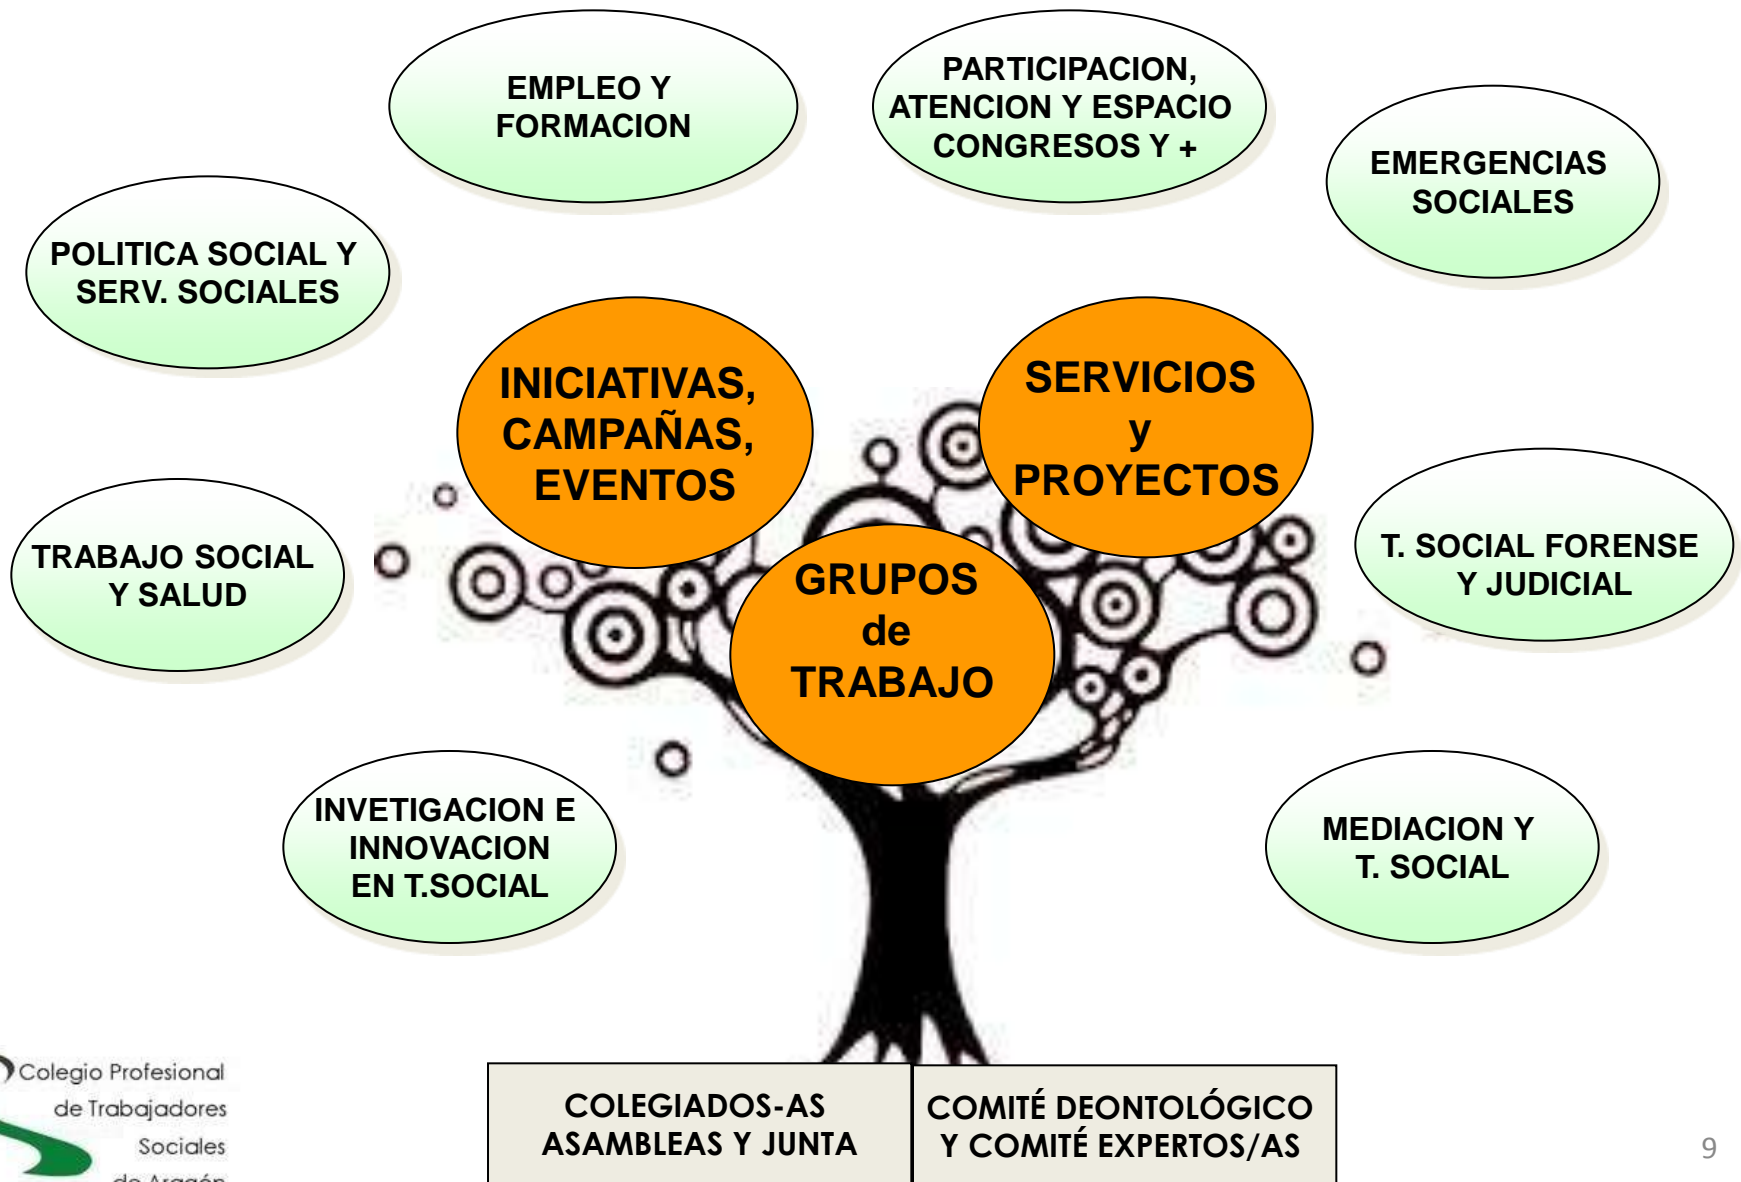 EMPLEO Y
FORMACION
PARTICIPACION,
ATENCION Y ESPACIO
CONGRESOS Y +
EMERGENCIAS
SOCIALES
POLITICA SOCIAL Y
SERV. SOCIALES
INICIATIVAS,
CAMPAÑAS,
EVENTOS
SERVICIOS
y
PROYECTOS
TRABAJO SOCIAL
Y SALUD
GRUPOS
de
TRABAJO
T. SOCIAL FORENSE
Y JUDICIAL
INVETIGACION E
INNOVACION
EN T.SOCIAL
MEDIACION Y
T. SOCIAL
Colegio Profesional
de Trabajadores
Sociales
de Aragón
COLEGIADOS-AS
ASAMBLEAS Y JUNTA
COMITÉ DEONTOLÓGICO
Y COMITÉ EXPERTOS/AS
9